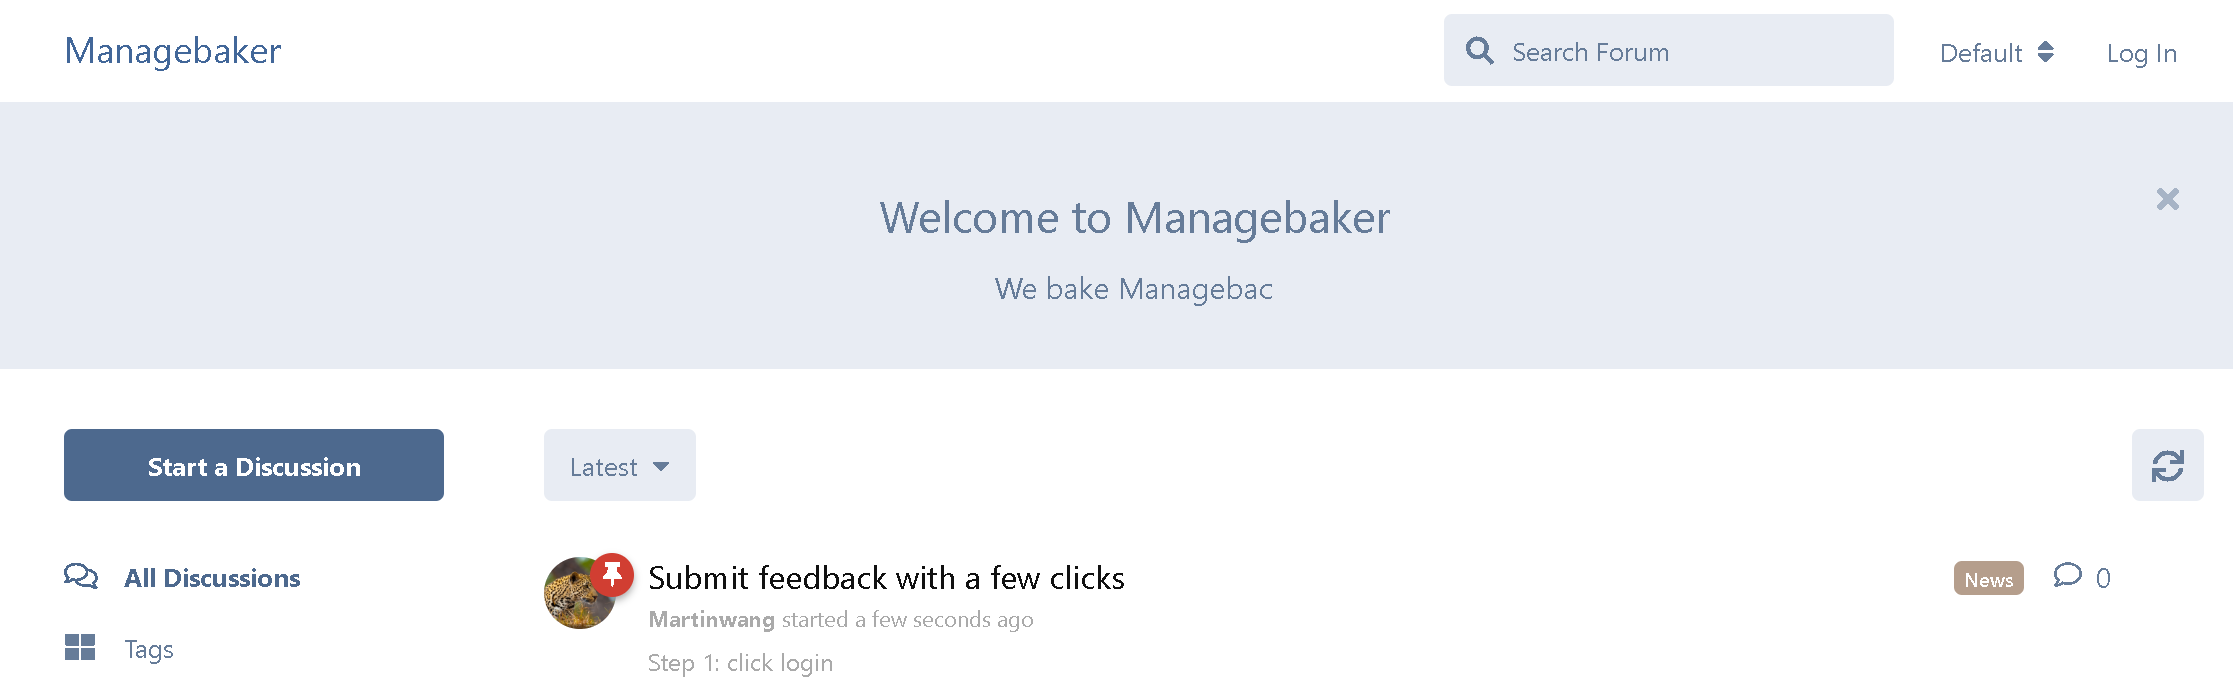 Managebaker
Search Forum
Default
Log In
Welcome to Managebaker
We bake Managebac
Start a Discussion
Latest
All Discussions
Submit feedback with a few clicks
News
0
Martinwang started a few seconds ago
Tags
Step 1: click login